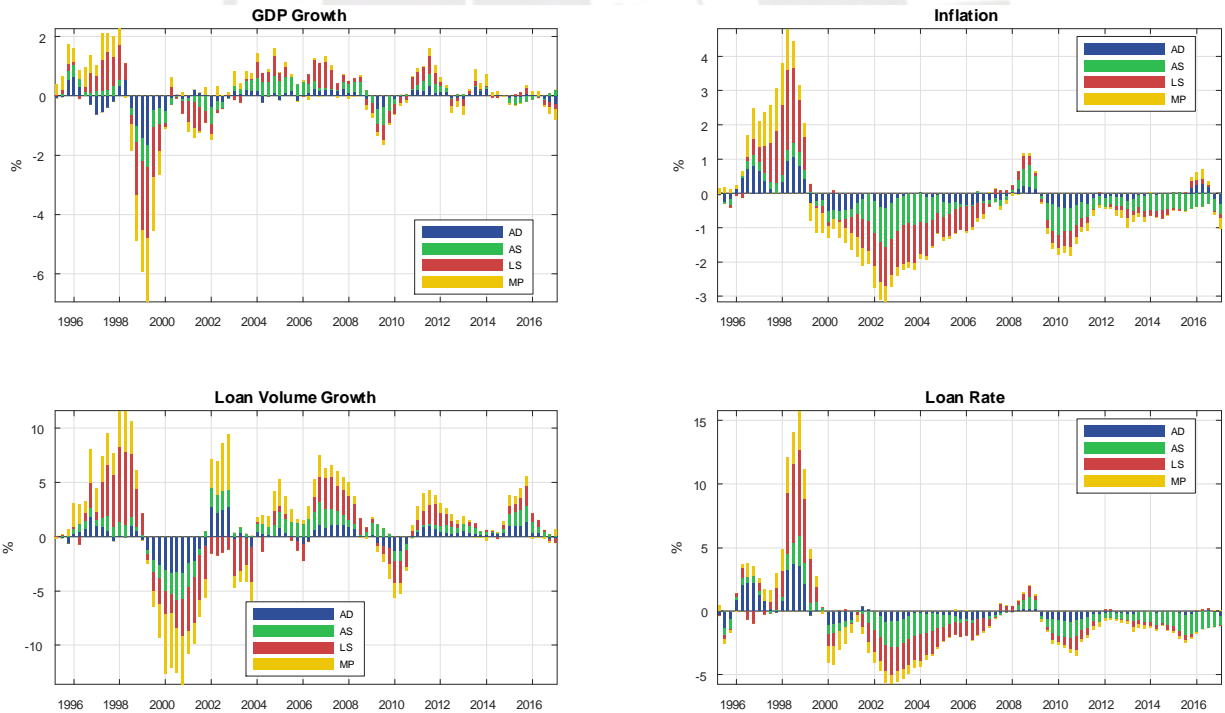 GDP Growth
2
0
-2
-4
-6
%
AD
AS
LS
MP
1996 1998 2000 2002 2004 2006 2008 2010 2012 2014 2016
Inflation
4
3
2
1
0
-1
-2
-3
%
AD
AS
LS
MP
1996 1998 2000 2002 2004 2006 2008 2010 2012 2014 2016
Loan Volume Growth
10
5
0
-5
-10
%
AD
AS
LS
MP
1996 1998 2000 2002 2004 2006 2008 2010 2012 2014 2016
Loan Rate
15
10
5
0
-5
%
AD
AS
LS
MP
1996 1998 2000 2002 2004 2006 2008 2010 2012 2014 2016